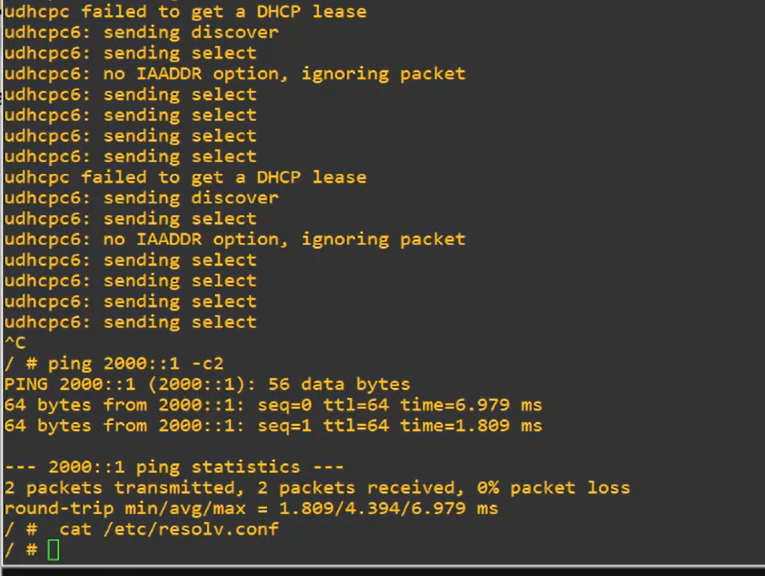 udhcpc failed to get a DHCP lease
udhcpc6: sending discover
udhcpc6: sending select
udhcpc6: no IAADDR option, ignoring packet
udhcpc6: sending select
udhcpc6: sending select
udhcpc6: sending select
udhcpc6: sending select
udhcpc failed to get a DHCP lease
udhcpc6: sending discover
udhcpc6: sending select
udhcpc6: no IAADDR option, ignoring packet
udhcpc6: sending select
udhcpc6: sending select
udhcpc6: sending select
udhcpc6: sending select
^C
/ # ping 2000::1 -c2
PING 2000::1 (2000::1): 56 data bytes
64 bytes from 2000::1: seq=0 ttl=64 time=6.979 ms
64 bytes from 2000::1: seq=1 ttl=64 time=1.809 ms

--- 2000::1 ping statistics ---
2 packets transmitted, 2 packets received, 0% packet loss
round-trip min/avg/max = 1.809/4.394/6.979 ms
/ #  cat /etc/resolv.conf
/ #